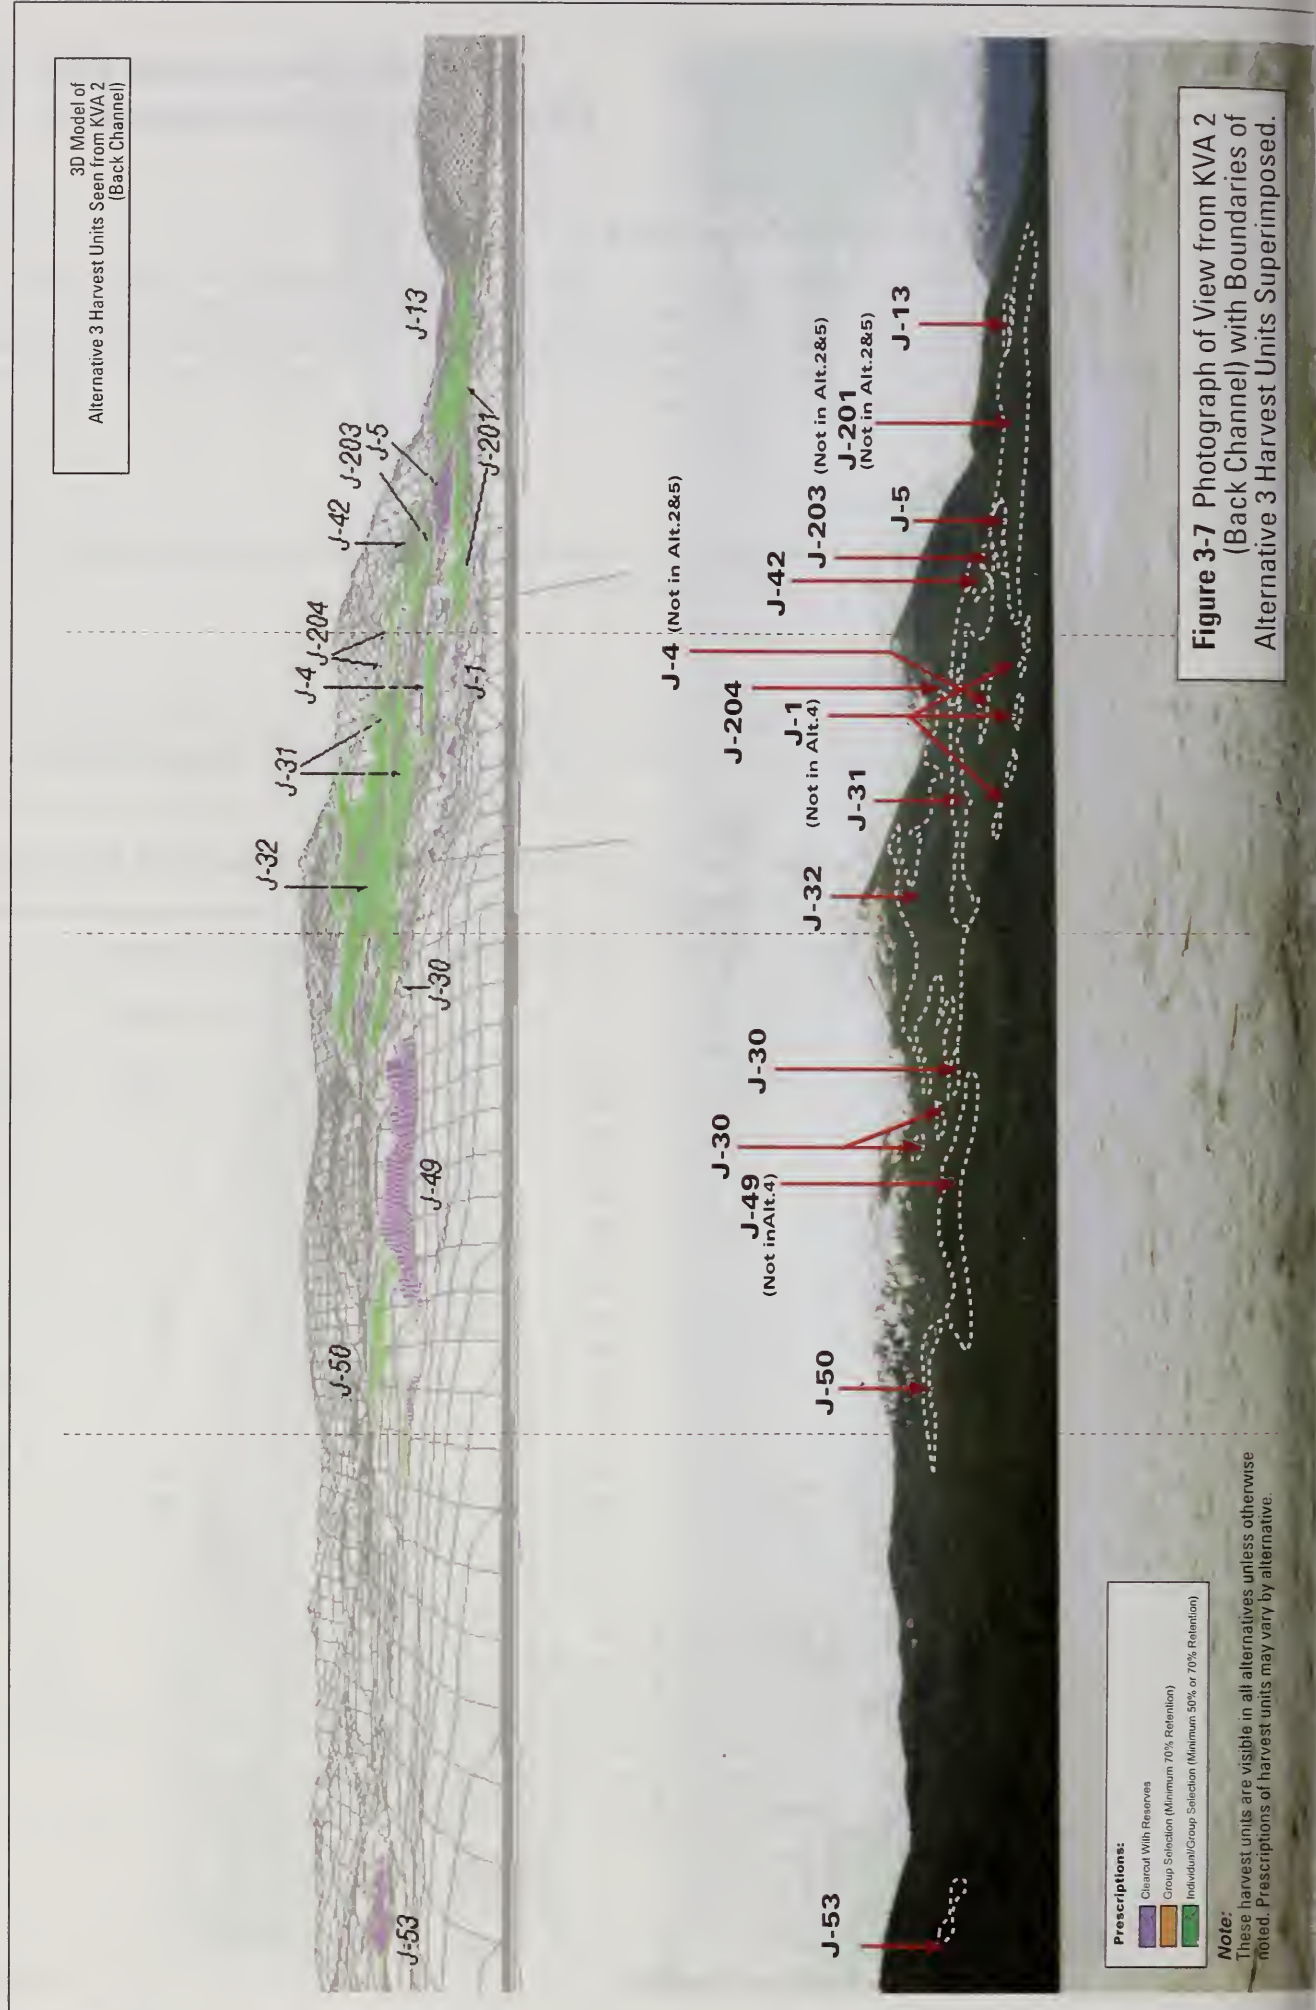 3D Model of
Alternative 3 Harvest Units Seen from KVA 2
(Back Channel)
J-53
J-50
J-49
J-30
J-32
J-31
J-4
J-204
J-1
J-42
J-203
J-5
J-201
J-13
J-53
J-50
J-49
(Not inAlt.4)
J-30
J-30
J-32
J-31
J-1
(Not in Alt.4)
J-204
J-4 (Not in Alt.2&5)
J-42
J-203 (Not in Alt.2&5)
J-5
J-201
(Not in Alt.2&5)
J-13
Prescriptions:
Clearcut With Reserves
Group Selection (Minimum 70% Retention)
Individual/Group Selection (Minimum 50% or 70% Retention)
Note:
These harvest units are visible in all alternatives unless otherwise
noted. Prescriptions of harvest units may vary by alternative.
Figure 3-7 Photograph of View from KVA 2
(Back Channel) with Boundaries of
Alternative 3 Harvest Units Superimposed.